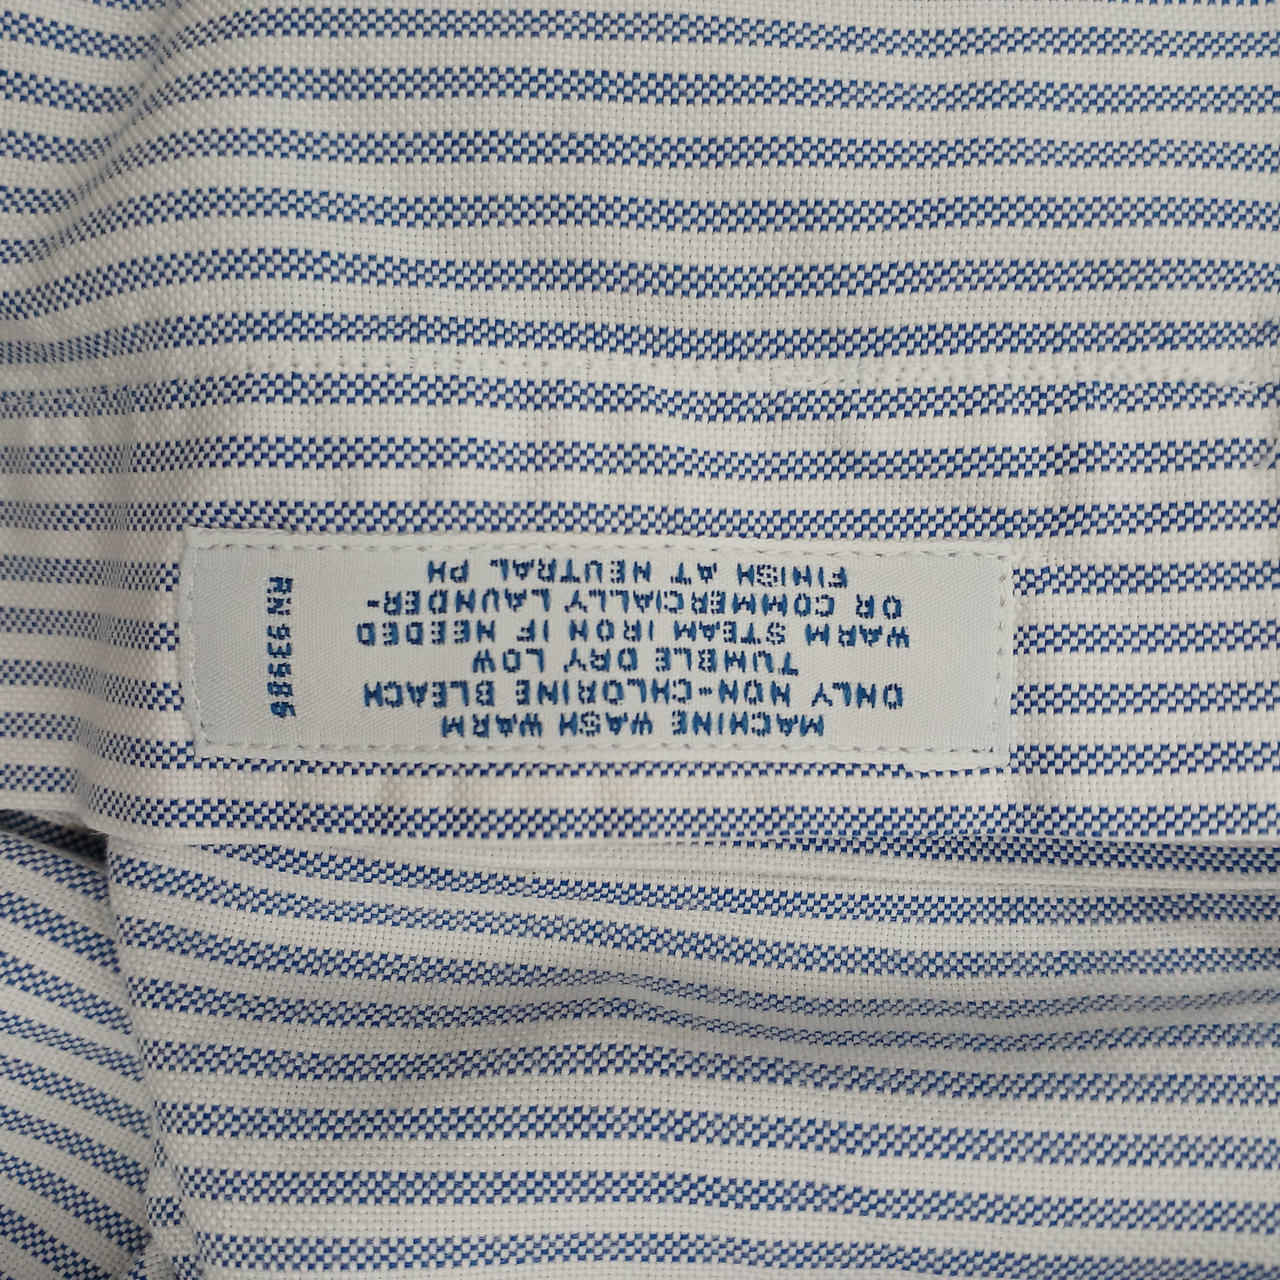 MACHINE WASH WARM
ONLY NON-CHLORINE BLEACH
TUMBLE DRY LOW
WARM STEAM IRON IF NEEDED
OR COMMERCIALLY LAUNDER-
FINISH AT NEUTRAL PH
RN 93986